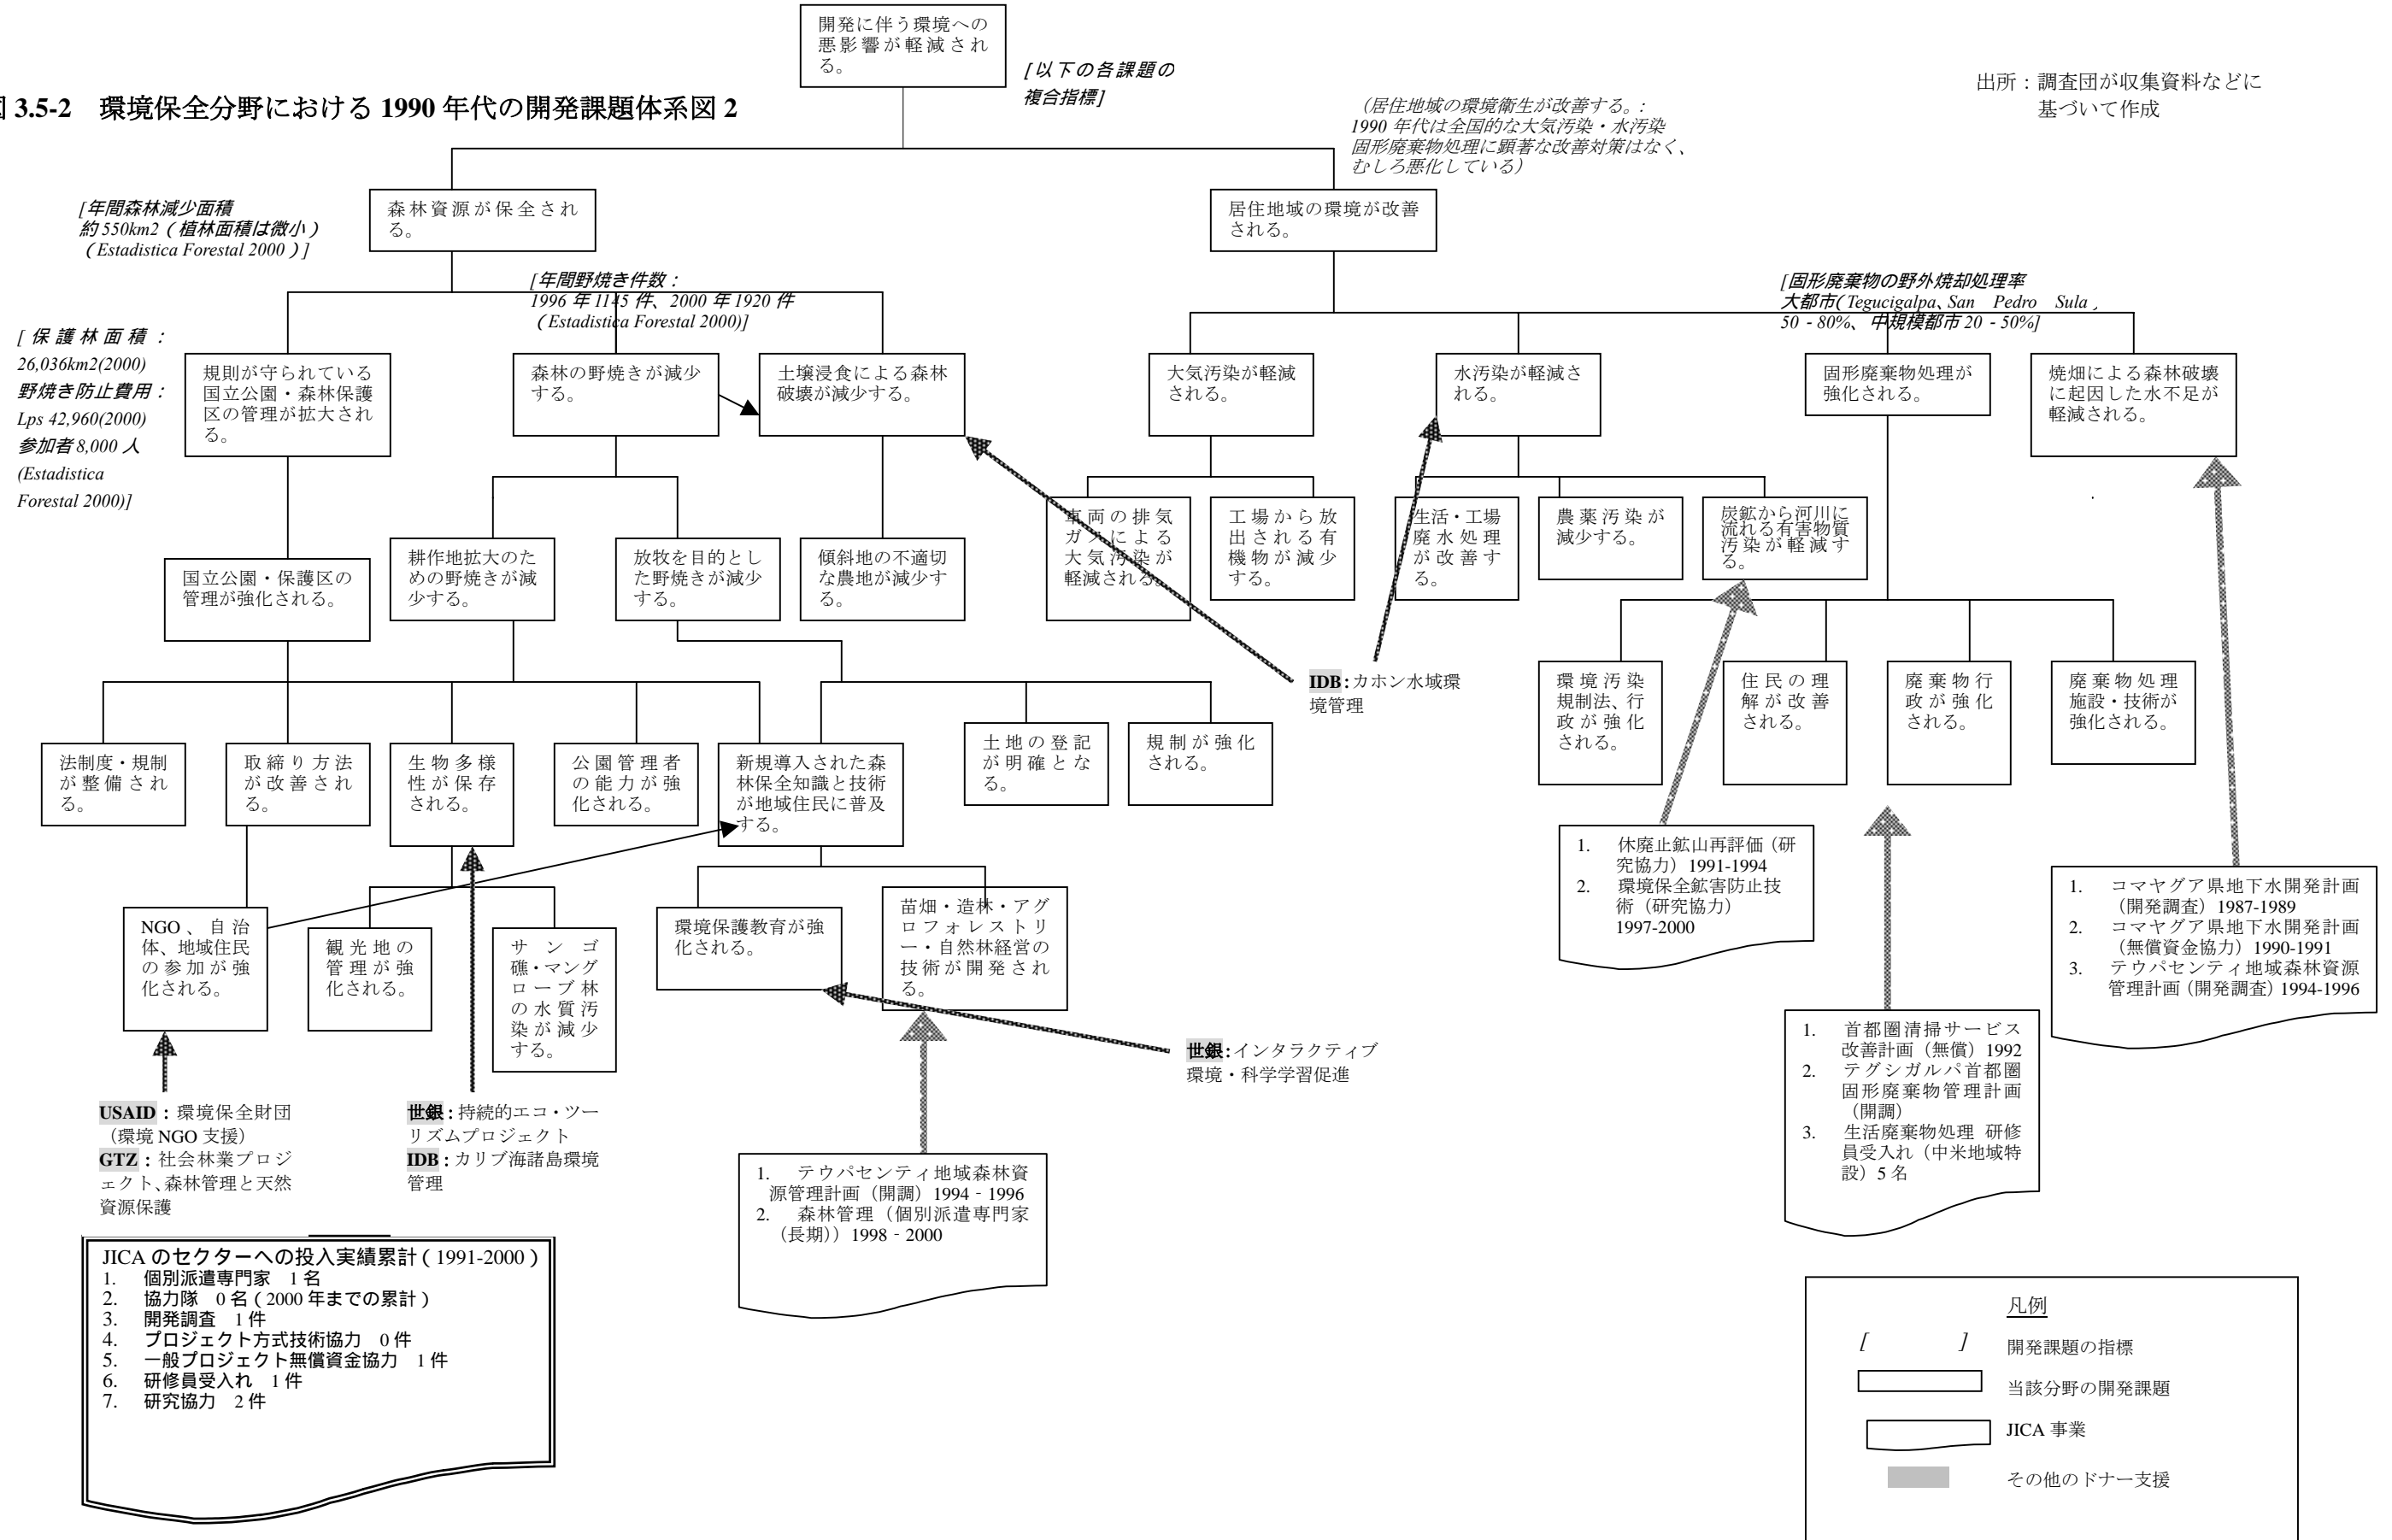 開発に伴う環境への
悪影響が軽減され
る。
[以下の各課題の
複合指標]
出所：調査団が収集資料などに
基づいて作成
3.5-2　環境保全分野における 1990 年代の開発課題体系図 2
（居住地域の環境衛生が改善する。:
1990 年代は全国的な大気汚染・水汚染
固形廃棄物処理に顕著な改善対策はなく、
むしろ悪化している）
[年間森林減少面積
約 550km2（植林面積は微小）
（Estadistica Forestal 2000）]
森林資源が保全され
る。
居住地域の環境が改善
される。
[年間野焼き件数：
1996 年 1145 件、2000 年 1920 件
（Estadistica Forestal 2000)]
[固形廃棄物の野外焼却処理率
大都市(Tegucigalpa、San Pedro Sula、
50 - 80%、中規模都市 20 - 50%]
[ 保 護 林 面 積 ：
26,036km2(2000)
野焼き防止費用：
Lps 42,960(2000)
参加者 8,000 人
(Estadistica
Forestal 2000)]
規則が守られている
国立公園・森林保護
区の管理が拡大され
る。
森林の野焼きが減少
する。
土壌浸食による森林
破壊が減少する。
大気汚染が軽減
される。
水汚染が軽減さ
れる。
固形廃棄物処理が
強化される。
焼畑による森林破壊
に起因した水不足が
軽減される。
国立公園・保護区の
管理が強化される。
耕作地拡大のた
めの野焼きが減
少する。
放牧を目的とし
た野焼きが減少
する。
傾斜地の不適切
な農地が減少す
る。
車両の排気
ガスによる
大気汚染が
軽減される。
工場から放
出される有
機物が減少
する。
生活・工場
廃水処理
が改善す
る。
農薬汚染が
減少する。
炭鉱から河川に
流れる有害物質
汚染が軽減す
る。
IDB：カホン水域環
境管理
環境汚染
規制法、行
政が強化
される。
住民の理
解が改善
される。
廃棄物行
政が強化
される。
廃棄物処理
施設・技術が
強化される。
法制度・規制
が整備され
る。
取締り方法
が改善され
る。
生物多様
性が保存
される。
公園管理者
の能力が強
化される。
新規導入された森
林保全知識と技術
が地域住民に普及
する。
土地の登記
が明確とな
る。
規制が強化
される。
NGO、自治
体、地域住民
の参加が強
化される。
観光地の
管理が強
化される。
サンゴ
礁・マング
ローブ林
の水質汚
染が減少
する。
環境保護教育が強
化される。
苗畑・造林・アグ
ロフォレストリ
ー・自然林経営の
技術が開発され
る。
1.　休廃止鉱山再評価（研
究協力）1991-1994
2.　環境保全鉱害防止技
術（研究協力）
1997-2000
1.　コマヤグア県地下水開発計画
（開発調査）1987-1989
2.　コマヤグア県地下水開発計画
（無償資金協力）1990-1991
3.　テウパセンティ地域森林資源
管理計画（開発調査）1994-1996
1.　首都圏清掃サービス
改善計画（無償）1992
2.　テグシガルパ首都圏
固形廃棄物管理計画
（開調）
3.　生活廃棄物処理 研修
員受入れ（中米地域特
設）5 名
世銀：インタラクティブ
環境・科学学習促進
USAID：環境保全財団
（環境 NGO 支援）
GTZ：社会林業プロジ
ェクト、森林管理と天然
資源保護
世銀：持続的エコ・ツー
リズムプロジェクト
IDB：カリブ海諸島環境
管理
1.　テウパセンティ地域森林資
源管理計画（開調）1994 - 1996
2.　森林管理（個別派遣専門家
（長期））1998 - 2000
JICA のセクターへの投入実績累計（1991-2000）
1.　個別派遣専門家　1 名
2.　協力隊　0 名（2000 年までの累計）
3.　開発調査　1 件
4.　プロジェクト方式技術協力　0 件
5.　一般プロジェクト無償資金協力　1 件
6.　研修員受入れ　1 件
7.　研究協力　2 件
凡例
[　　　] 開発課題の指標
当該分野の開発課題
JICA 事業
その他のドナー支援